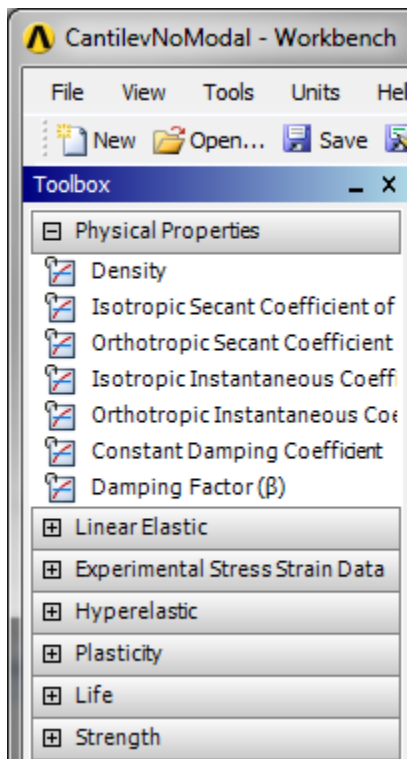 CantilevNoModal - Workbench
File View Tools Units Hel
New Open... Save
Toolbox
Physical Properties
Density
Isotropic Secant Coefficient of
Orthotropic Secant Coefficient
Isotropic Instantaneous Coeffi
Orthotropic Instantaneous Coe
Constant Damping Coefficient
Damping Factor (β)
Linear Elastic
Experimental Stress Strain Data
Hyperelastic
Plasticity
Life
Strength